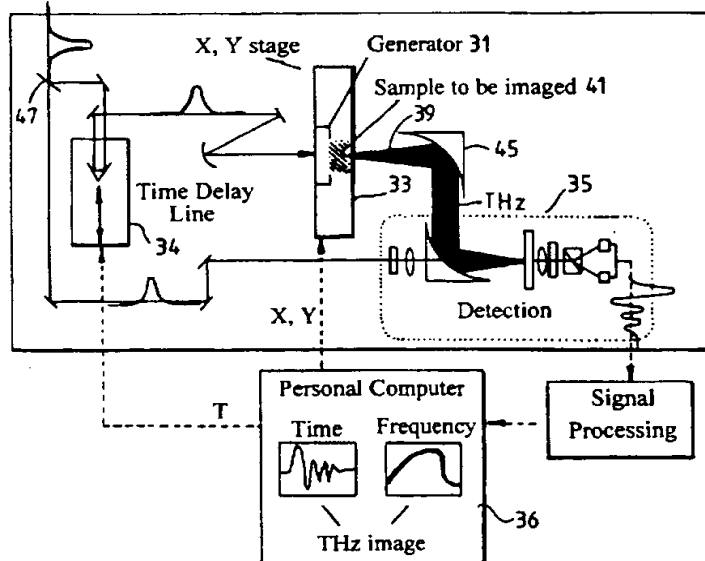 X, Y stage
Generator 31
Sample to be imaged 41
47
39
45
THz
35
Time Delay
Line
34
33
Detection
X, Y
T
Personal Computer
Time
Frequency
THz image
36
Signal
Processing